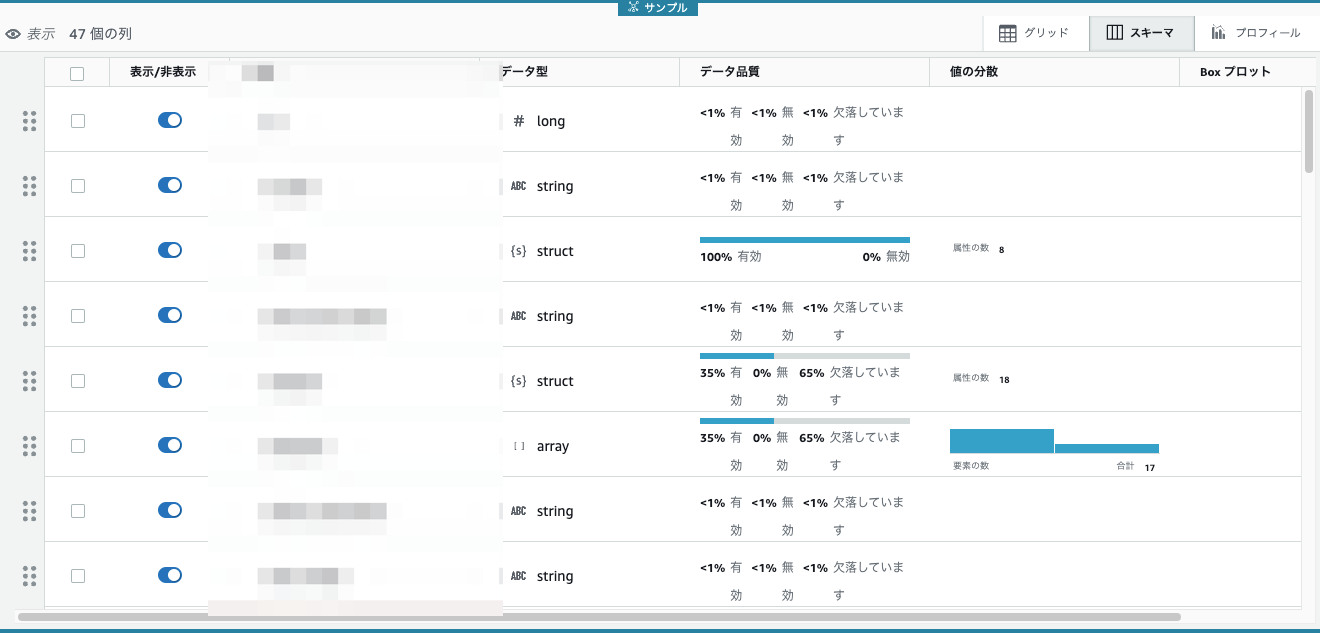 サンプル
表示 47 個の列
グリッド スキーマ プロフィール
表示/非表示 データ型 データ品質 値の分散 Box プロット
# long <1% 有効 <1% 無効 <1% 欠落しています
ABC string <1% 有効 <1% 無効 <1% 欠落しています
{s} struct 100% 有効 0% 無効 属性の数 8
ABC string <1% 有効 <1% 無効 <1% 欠落しています
{s} struct 35% 有効 0% 無効 65% 欠落しています 属性の数 18
[ ] array 35% 有効 0% 無効 65% 欠落しています 要素の数 合計 17
ABC string <1% 有効 <1% 無効 <1% 欠落しています
ABC string <1% 有効 <1% 無効 <1% 欠落しています